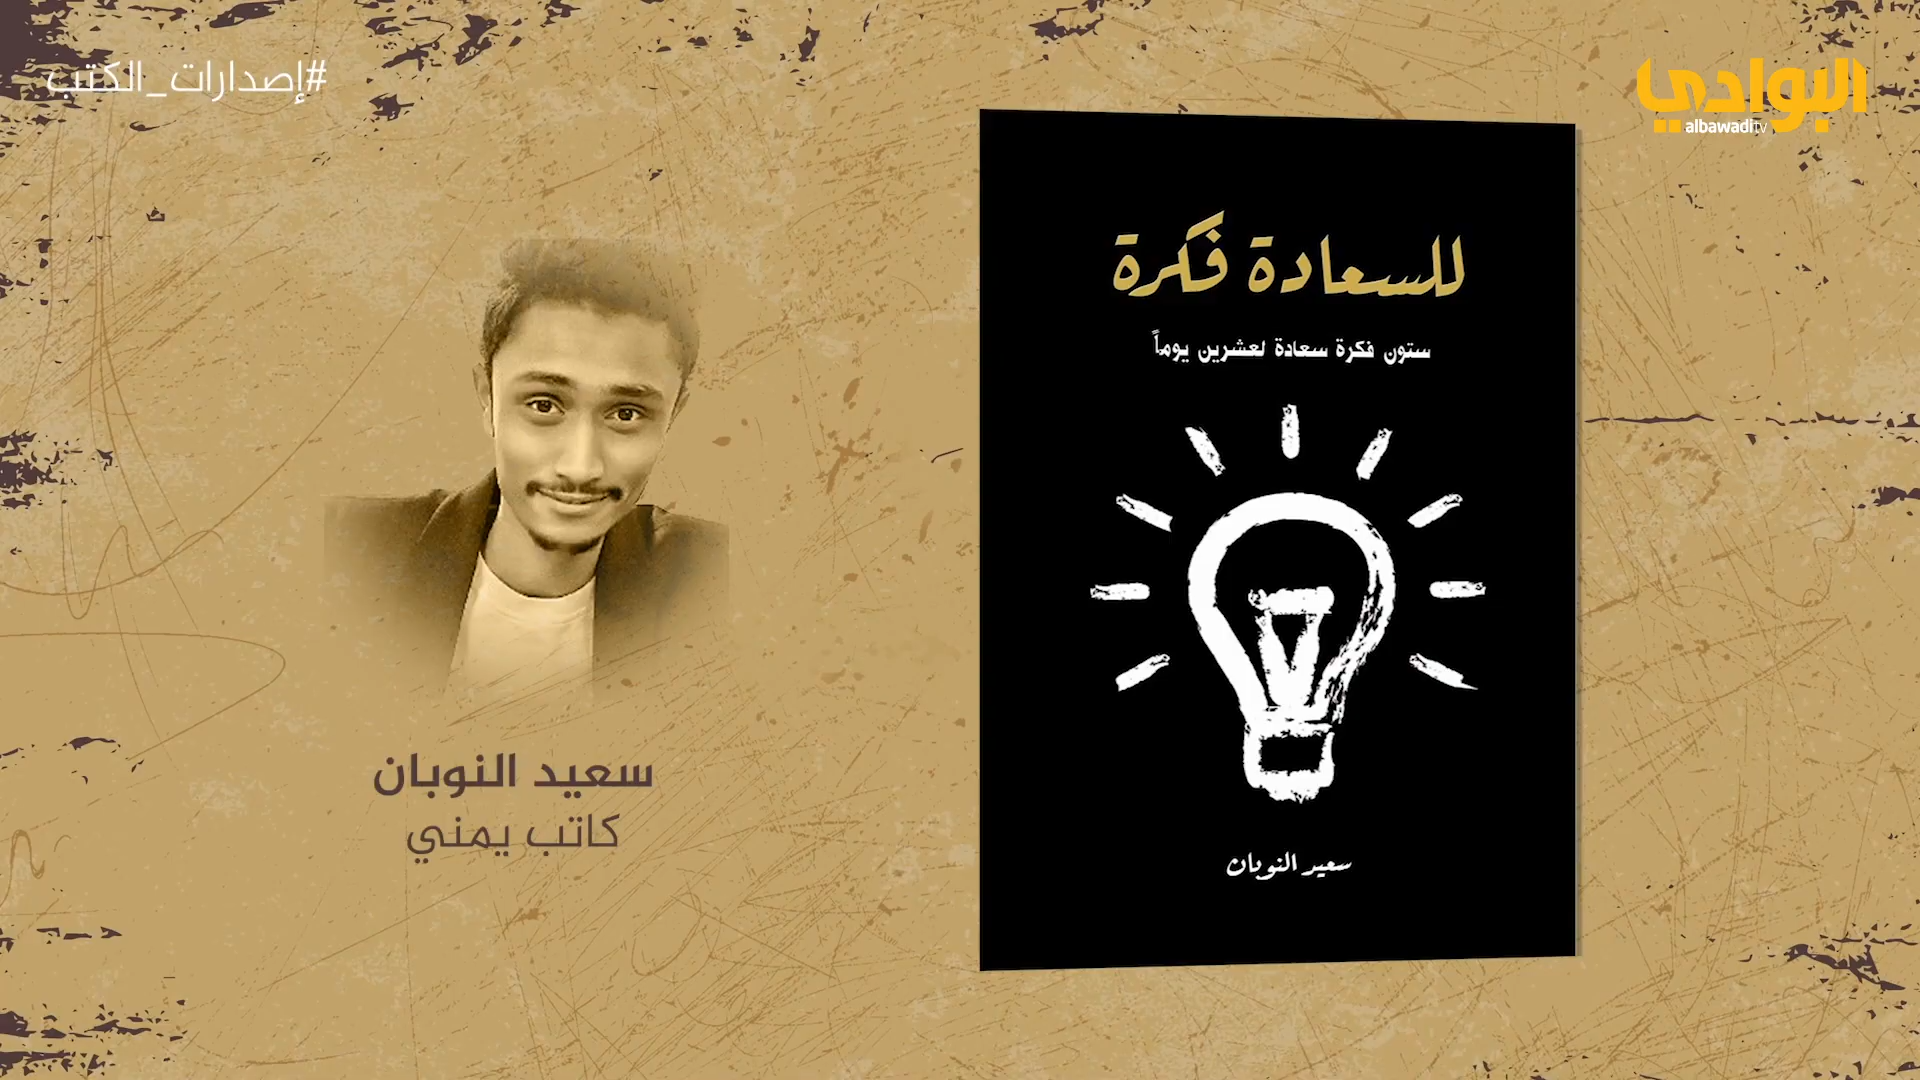 #إصدارات_الكتب
البوادي
albawadi tv
للسعادة فكرة
ستون فكرة سعادة لعشرين يوماً
سعيد النوبان
سعيد النوبان
كاتب يمني